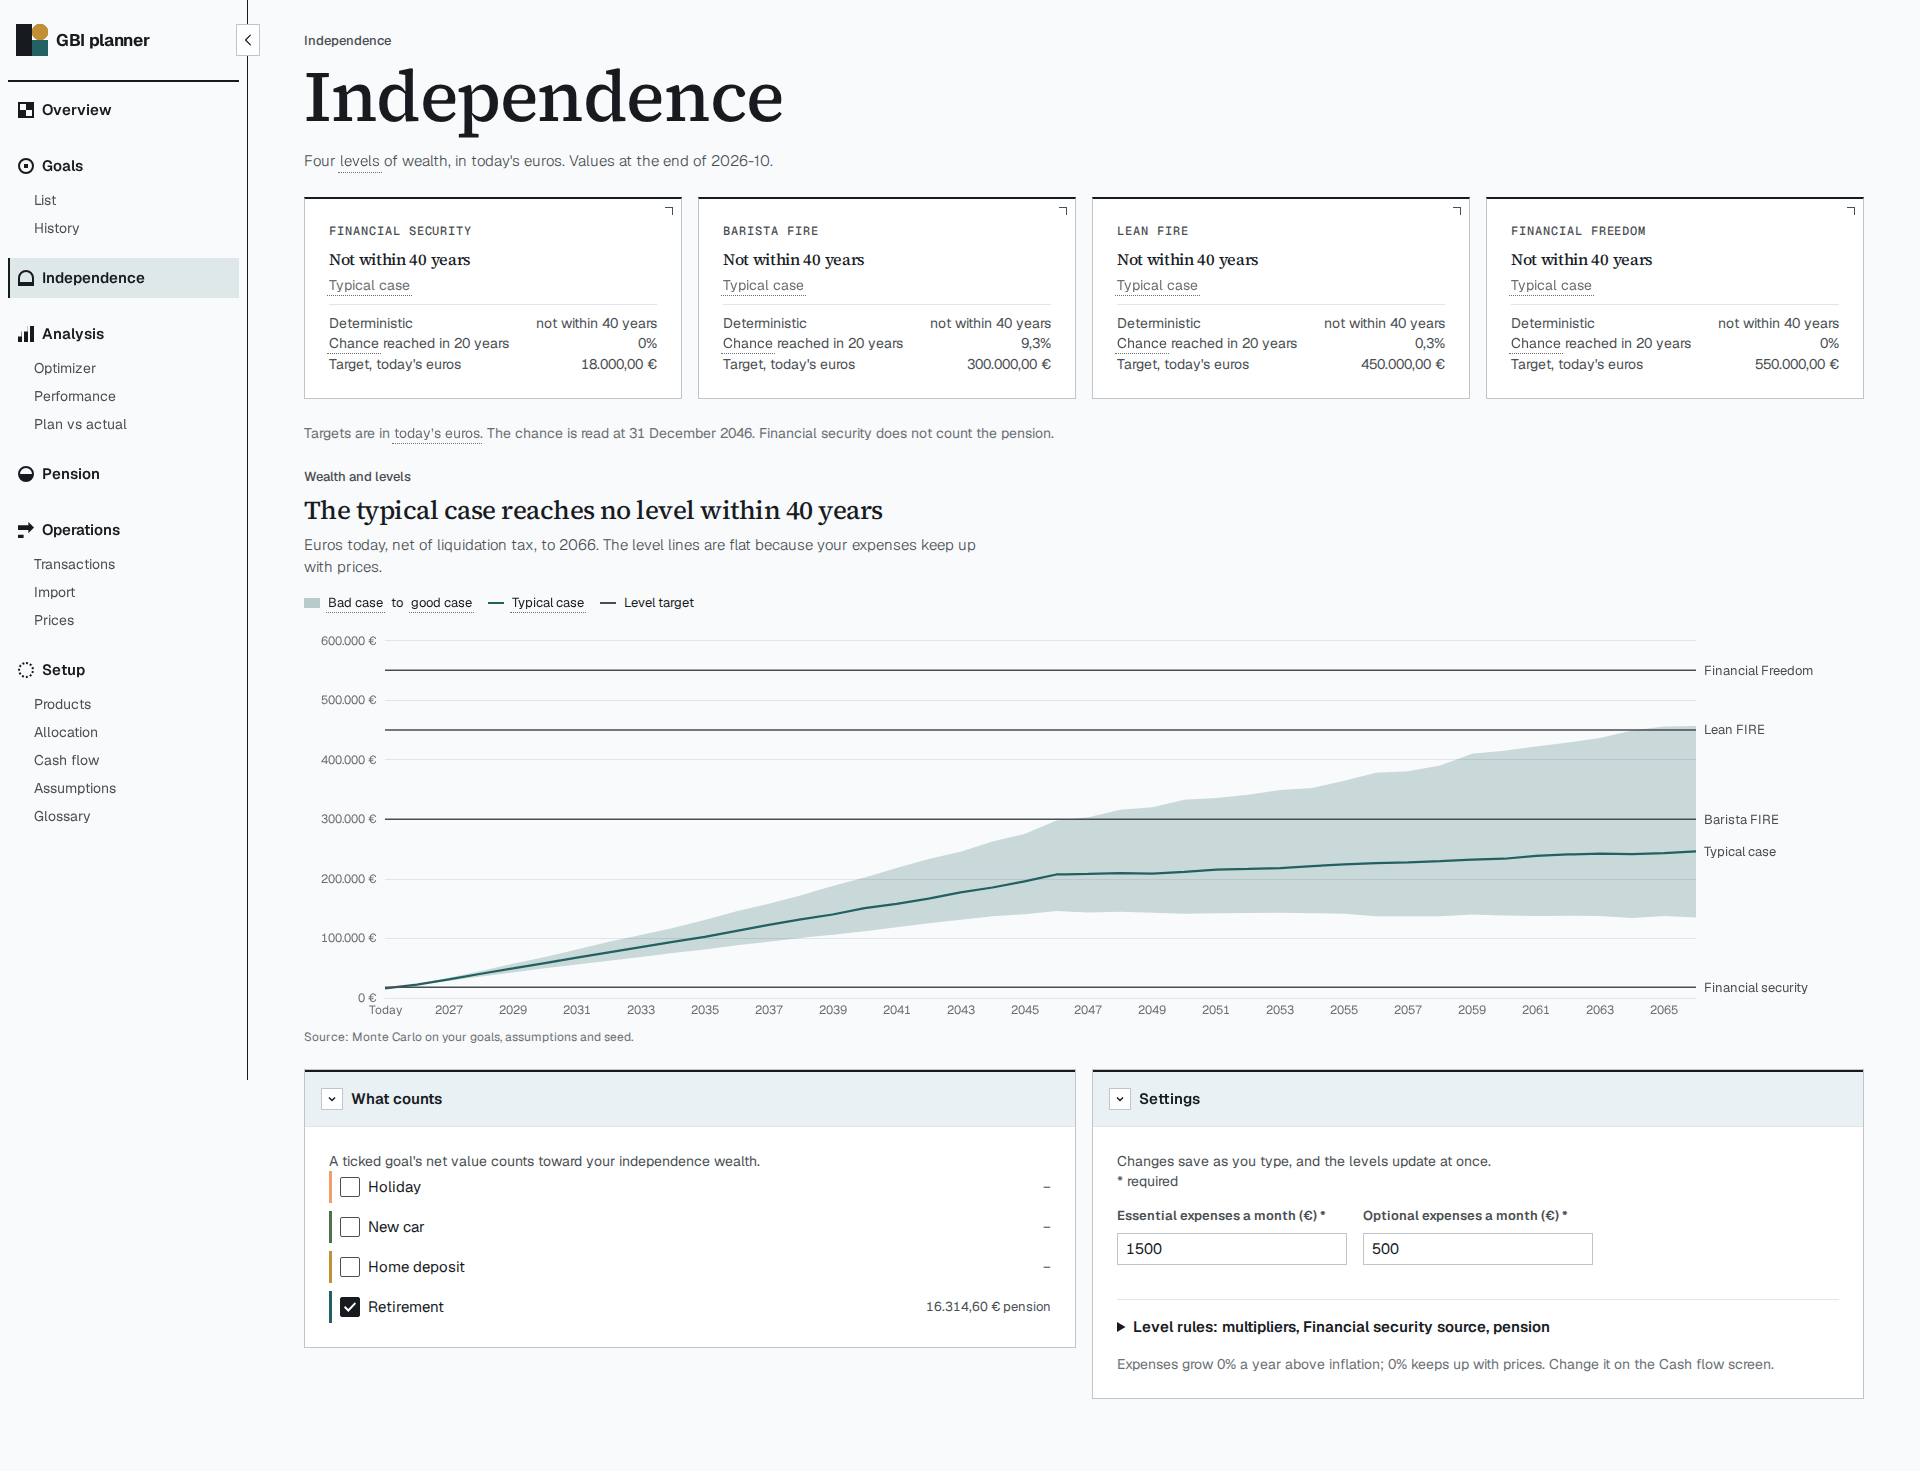 GBI planner
Overview
Goals
List
History
Independence
Analysis
Optimizer
Performance
Plan vs actual
Pension
Operations
Transactions
Import
Prices
Setup
Products
Allocation
Cash flow
Assumptions
Glossary
Independence
Independence
Four levels of wealth, in today's euros. Values at the end of 2026-10.
FINANCIAL SECURITY
Not within 40 years
Typical case
Deterministic not within 40 years
Chance reached in 20 years 0%
Target, today's euros 18.000,00 €
BARISTA FIRE
Not within 40 years
Typical case
Deterministic not within 40 years
Chance reached in 20 years 9,3%
Target, today's euros 300.000,00 €
LEAN FIRE
Not within 40 years
Typical case
Deterministic not within 40 years
Chance reached in 20 years 0,3%
Target, today's euros 450.000,00 €
FINANCIAL FREEDOM
Not within 40 years
Typical case
Deterministic not within 40 years
Chance reached in 20 years 0%
Target, today's euros 550.000,00 €
Targets are in today's euros. The chance is read at 31 December 2046. Financial security does not count the pension.
Wealth and levels
The typical case reaches no level within 40 years
Euros today, net of liquidation tax, to 2066. The level lines are flat because your expenses keep up
with prices.
Bad case to good case Typical case Level target
600.000 €
Financial Freedom
500.000 €
Lean FIRE
400.000 €
300.000 € Barista FIRE
Typical case
200.000 €
100.000 €
Financial security
0 €
Today 2027 2029 2031 2033 2035 2037 2039 2041 2043 2045 2047 2049 2051 2053 2055 2057 2059 2061 2063 2065
Source: Monte Carlo on your goals, assumptions and seed.
What counts
A ticked goal's net value counts toward your independence wealth.
Holiday –
New car –
Home deposit –
Retirement 16.314,60 € pension
Settings
Changes save as you type, and the levels update at once.
* required
Essential expenses a month (€) * Optional expenses a month (€) *
1500 500
Level rules: multipliers, Financial security source, pension
Expenses grow 0% a year above inflation; 0% keeps up with prices. Change it on the Cash flow screen.